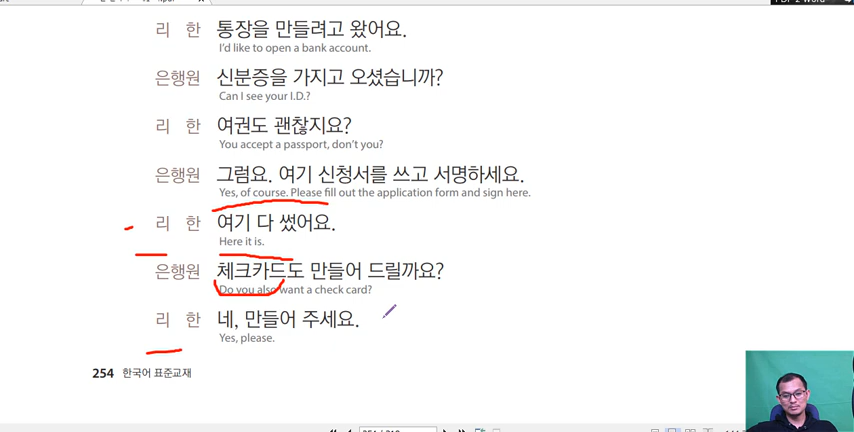 PDF 2 Word
리 한 통장을 만들려고 왔어요.
I'd like to open a bank account.
은행원 신분증을 가지고 오셨습니까?
Can I see your I.D.?
리 한 여권도 괜찮지요?
You accept a passport, don't you?
은행원 그럼요. 여기 신청서를 쓰고 서명하세요.
Yes, of course. Please fill out the application form and sign here.
리 한 여기 다 썼어요.
Here it is.
은행원 체크카드도 만들어 드릴까요?
Do you also want a check card?
리 한 네, 만들어 주세요.
Yes, please.
254 한국어 표준교재